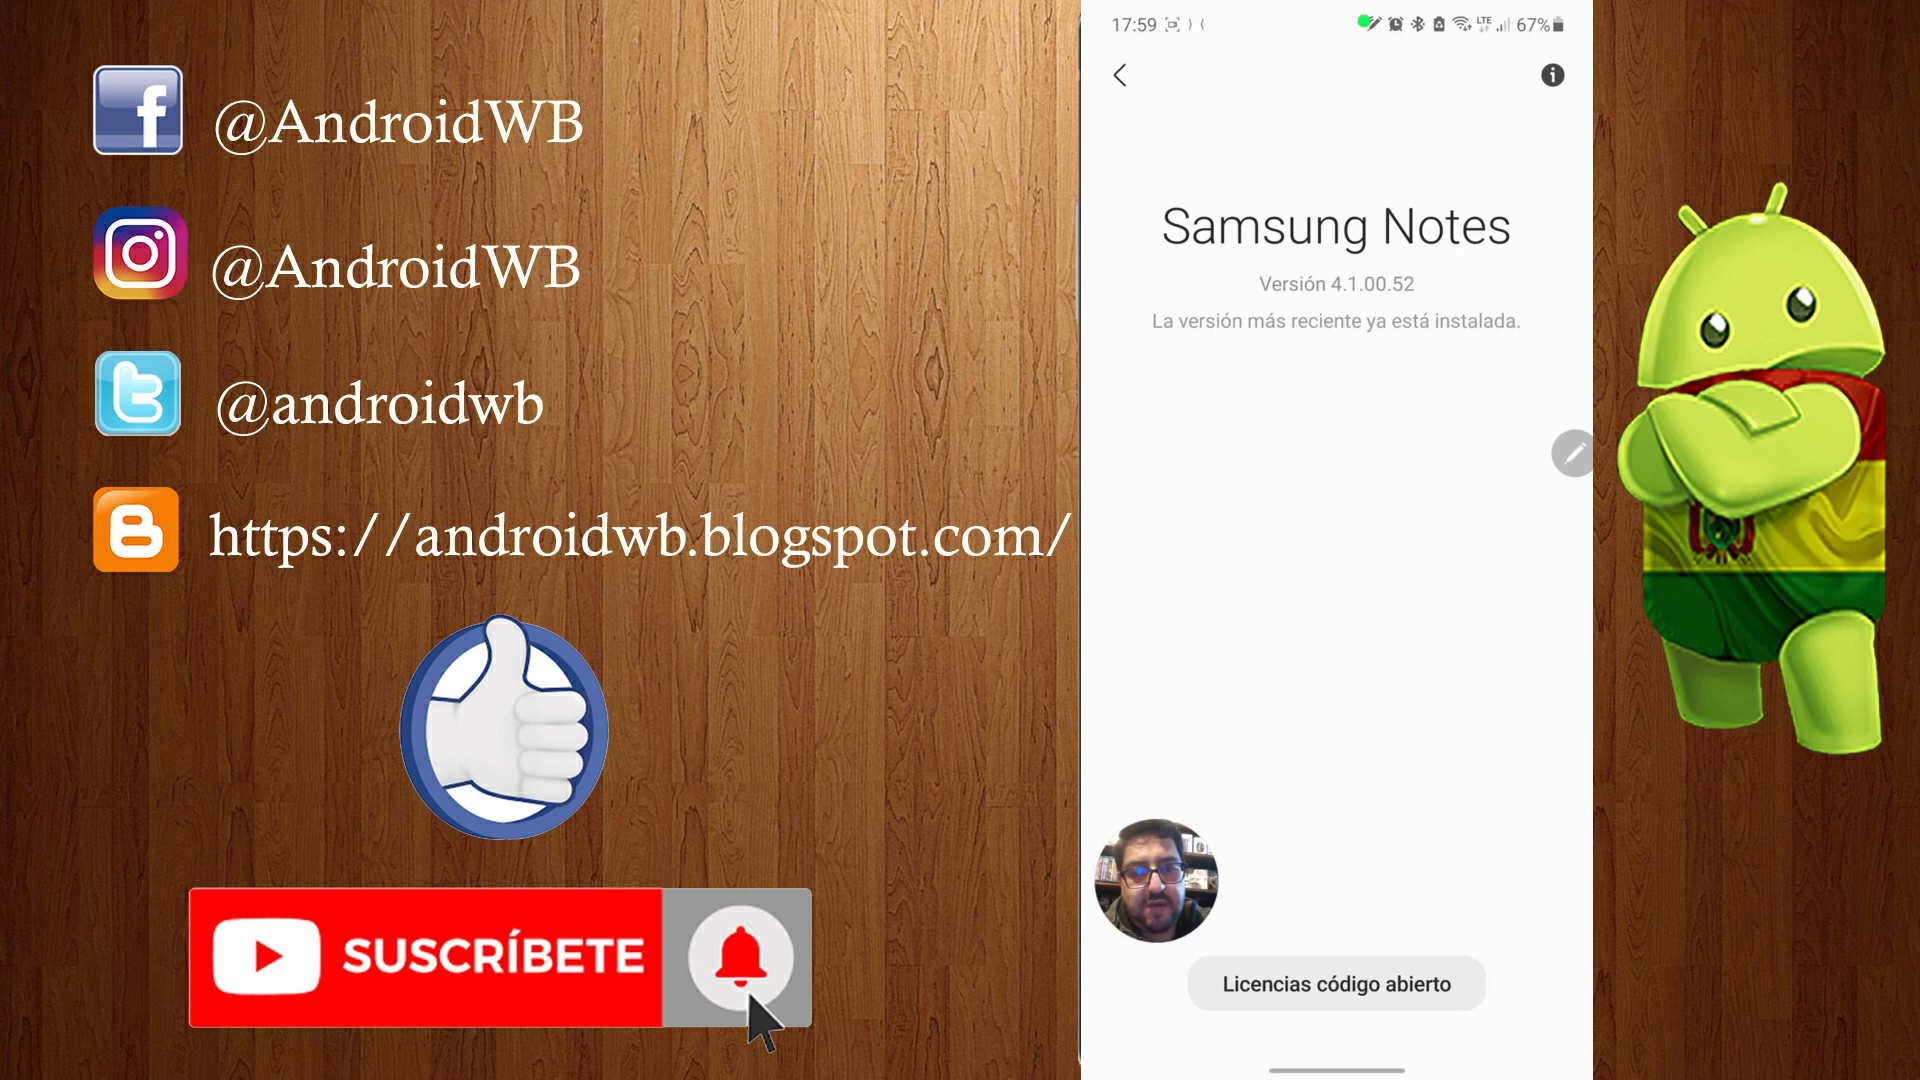 @AndroidWB
@AndroidWB
@androidwb
https://androidwb.blogspot.com/
SUSCRÍBETE
17:59
LTE
67%
Samsung Notes
Versión 4.1.00.52
La versión más reciente ya está instalada.
Licencias código abierto